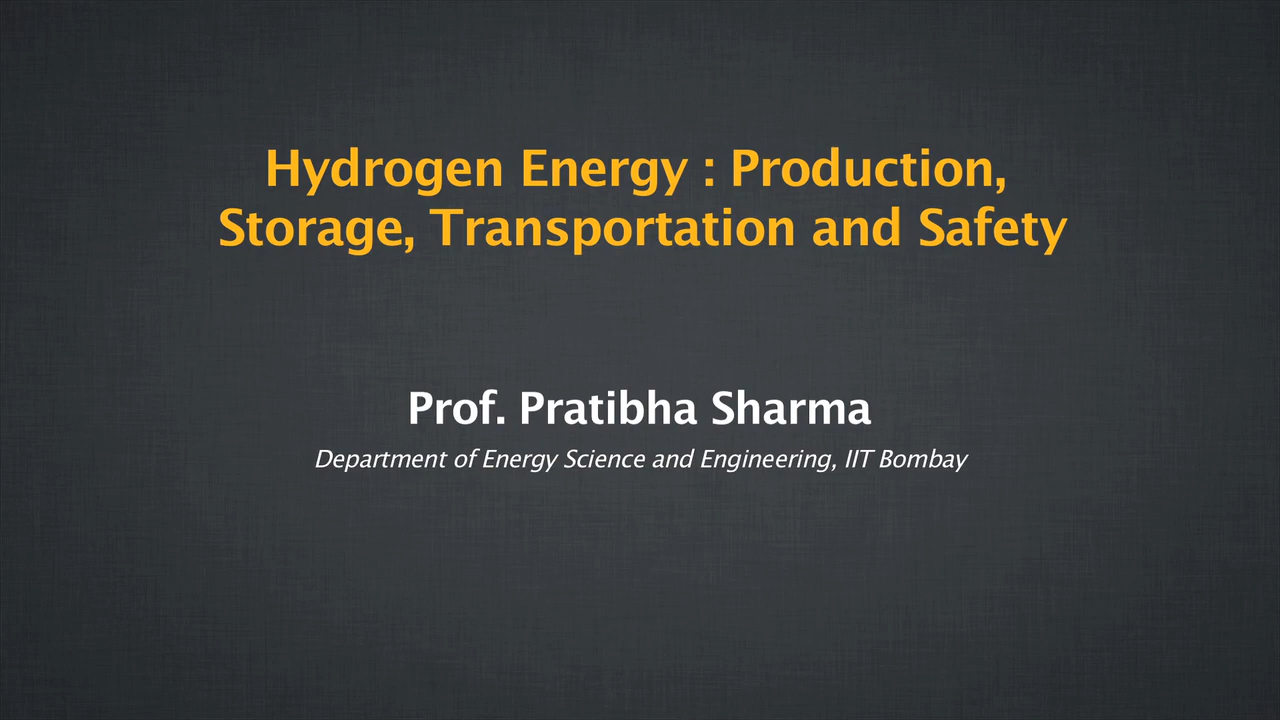 Hydrogen Energy : Production,
Storage, Transportation and Safety
Prof. Pratibha Sharma
Department of Energy Science and Engineering, IIT Bombay